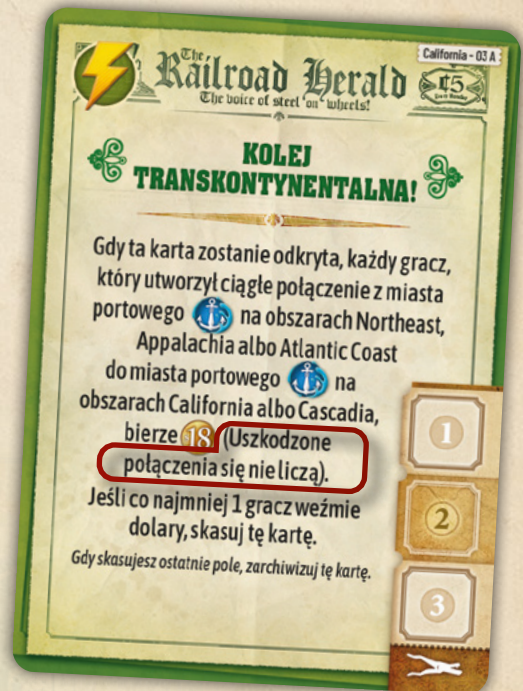 California - 03 A
The
Railroad Herald
The voice of steel "on" wheels!
₵5
KOLEJ
TRANSKONTYNENTALNA!
Gdy ta karta zostanie odkryta, każdy gracz,
który utworzył ciągłe połączenie z miasta
portowego na obszarach Northeast,
Appalachia albo Atlantic Coast
do miasta portowego na
obszarach California albo Cascadia,
bierze 18 (Uszkodzone
połączenia się nie liczą).
Jeśli co najmniej 1 gracz weźmie
dolary, skasuj tę kartę.
Gdy skasujesz ostatnie pole, zarchiwizuj tę kartę.
1
2
3